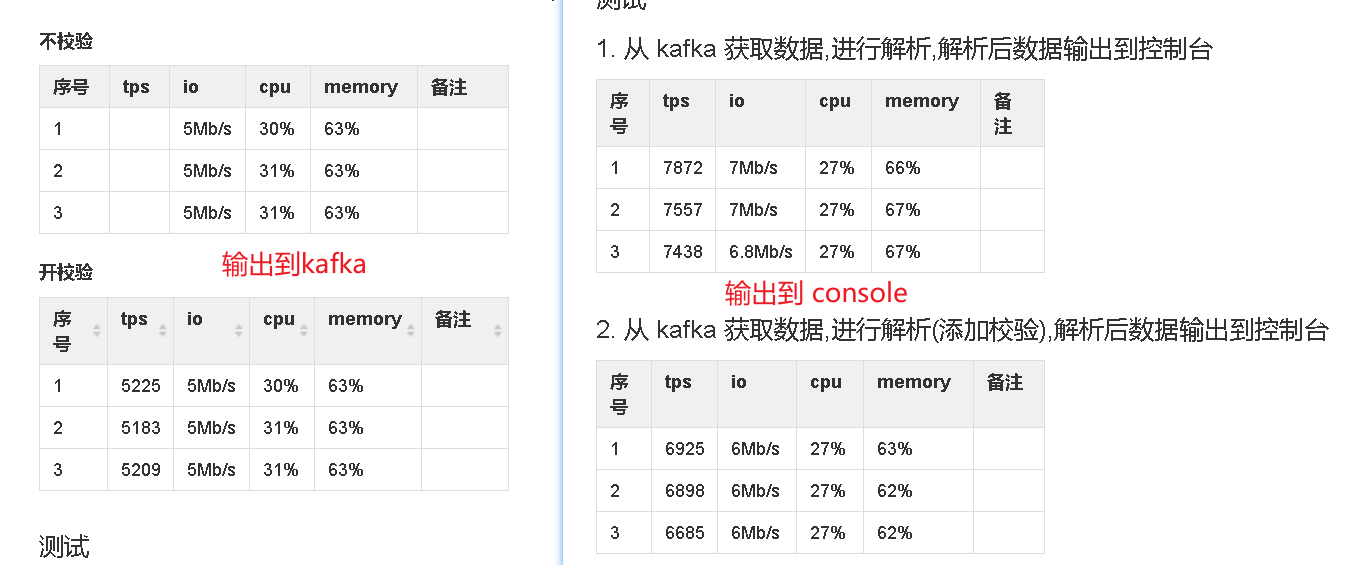 不校验
序号 tps io cpu memory 备注
1 5Mb/s 30% 63%
2 5Mb/s 31% 63%
3 5Mb/s 31% 63%
输出到kafka
开校验
序号 tps io cpu memory 备注
1 5225 5Mb/s 30% 63%
2 5183 5Mb/s 31% 63%
3 5209 5Mb/s 31% 63%
测试
测试
1. 从 kafka 获取数据,进行解析,解析后数据输出到控制台
序号 tps io cpu memory 备注
1 7872 7Mb/s 27% 66%
2 7557 7Mb/s 27% 67%
3 7438 6.8Mb/s 27% 67%
输出到 console
2. 从 kafka 获取数据,进行解析(添加校验),解析后数据输出到控制台
序号 tps io cpu memory 备注
1 6925 6Mb/s 27% 63%
2 6898 6Mb/s 27% 62%
3 6685 6Mb/s 27% 62%